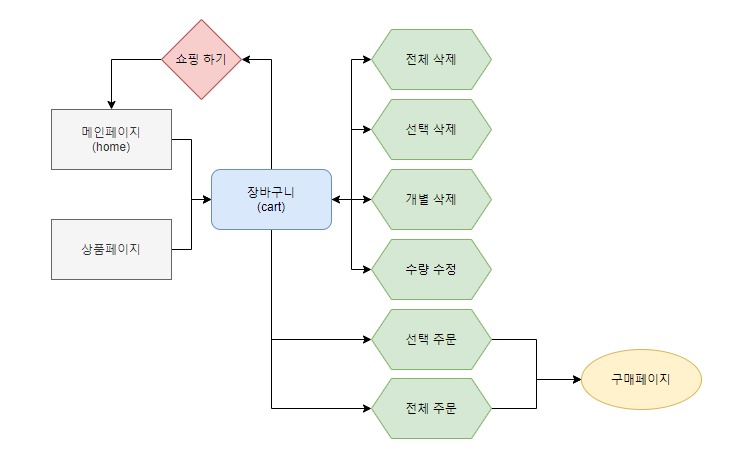 쇼핑 하기
메인페이지
(home)
상품페이지
장바구니
(cart)
전체 삭제
선택 삭제
개별 삭제
수량 수정
선택 주문
전체 주문
구매페이지